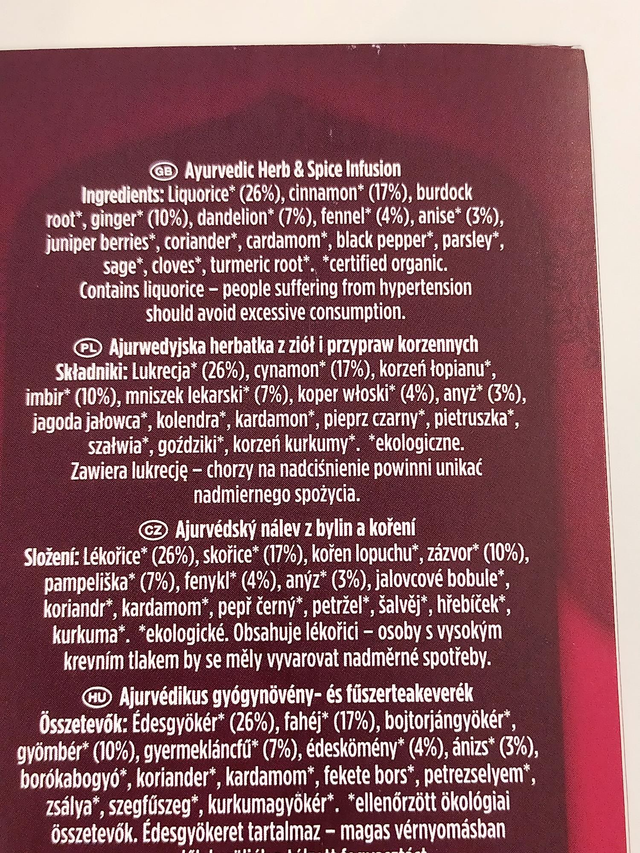 GB Ayurvedic Herb & Spice Infusion
Ingredients: Liquorice* (26%), cinnamon* (17%), burdock
root*, ginger* (10%), dandelion* (7%), fennel* (4%), anise* (3%),
juniper berries*, coriander*, cardamom*, black pepper*, parsley*,
sage*, cloves*, turmeric root*. *certified organic.
Contains liquorice – people suffering from hypertension
should avoid excessive consumption.
PL Ajurwedyjska herbatka z ziół i przypraw korzennych
Składniki: Lukrecja* (26%), cynamon* (17%), korzeń łopianu*,
imbir* (10%), mniszek lekarski* (7%), koper włoski* (4%), anyż* (3%),
jagoda jałowca*, kolendra*, kardamon*, pieprz czarny*, pietruszka*,
szałwia*, goździki*, korzeń kurkumy*. *ekologiczne.
Zawiera lukrecję – chorzy na nadciśnienie powinni unikać
nadmiernego spożycia.
CZ Ajurvédský nálev z bylin a koření
Složení: Lékořice* (26%), skořice* (17%), kořen lopuchu*, zázvor* (10%),
pampeliška* (7%), fenykl* (4%), anýz* (3%), jalovcové bobule*,
koriandr*, kardamom*, pepř černý*, petržel*, šalvěj*, hřebíček*,
kurkuma*. *ekologické. Obsahuje lékořici – osoby s vysokým
krevním tlakem by se měly vyvarovat nadměrné spotřeby.
HU Ajurvédikus gyógynövény- és fűszerteakeverék
Összetevők: Édesgyökér* (26%), fahéj* (17%), bojtorjángyökér*,
gyömbér* (10%), gyermekláncfű* (7%), édeskömény* (4%), ánizs* (3%),
borókabogyó*, koriander*, kardamom*, fekete bors*, petrezselyem*,
zsálya*, szegfűszeg*, kurkumagyökér*. *ellenőrzött ökológiai
összetevők. Édesgyökeret tartalmaz – magas vérnyomásban